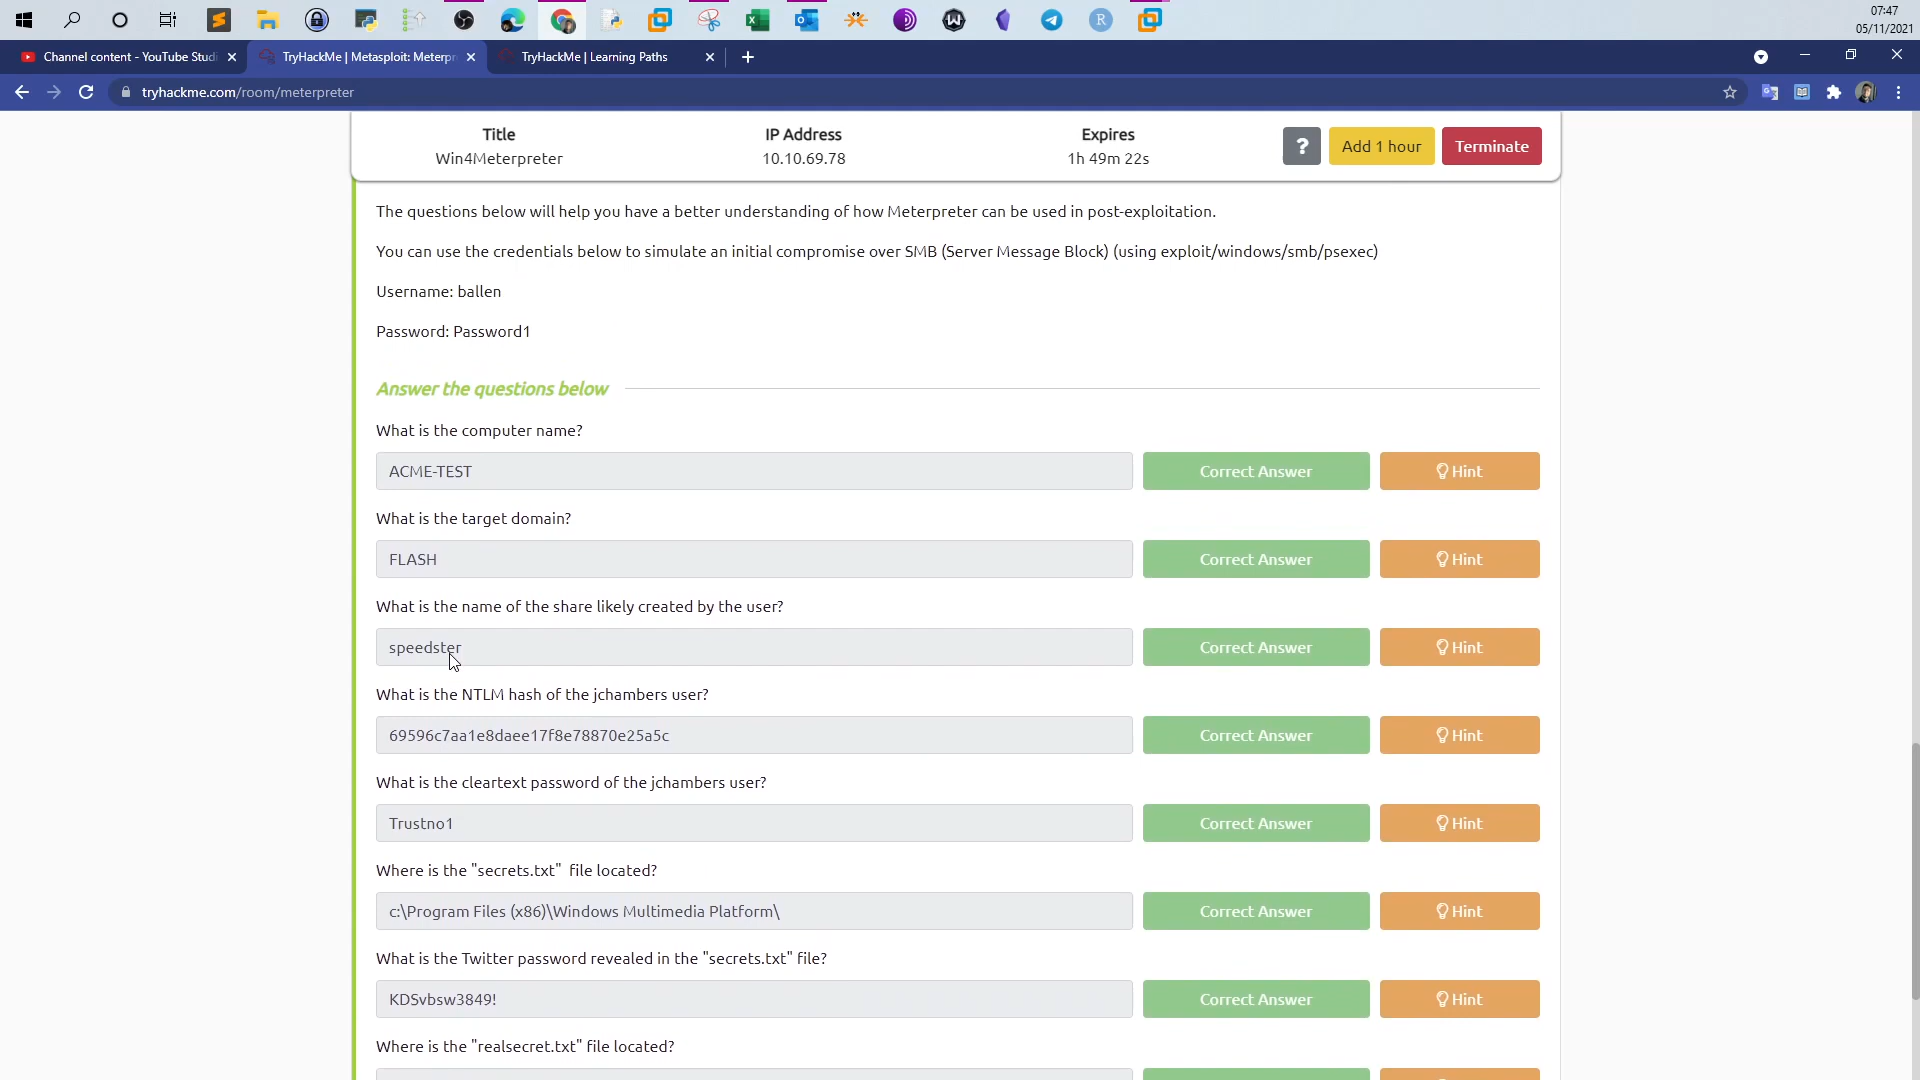 07:47
05/11/2021
Channel content - YouTube Studi
TryHackMe | Metasploit: Meterpr
TryHackMe | Learning Paths
tryhackme.com/room/meterpreter
Title
IP Address
Expires
Win4Meterpreter
10.10.69.78
1h 49m 22s
?
Add 1 hour
Terminate
The questions below will help you have a better understanding of how Meterpreter can be used in post-exploitation.
You can use the credentials below to simulate an initial compromise over SMB (Server Message Block) (using exploit/windows/smb/psexec)
Username: ballen
Password: Password1
Answer the questions below
What is the computer name?
ACME-TEST
Correct Answer
Hint
What is the target domain?
FLASH
Correct Answer
Hint
What is the name of the share likely created by the user?
speedster
Correct Answer
Hint
What is the NTLM hash of the jchambers user?
69596c7aa1e8daee17f8e78870e25a5c
Correct Answer
Hint
What is the cleartext password of the jchambers user?
Trustno1
Correct Answer
Hint
Where is the "secrets.txt"  file located?
c:\Program Files (x86)\Windows Multimedia Platform\
Correct Answer
Hint
What is the Twitter password revealed in the "secrets.txt" file?
KDSvbsw3849!
Correct Answer
Hint
Where is the "realsecret.txt" file located?